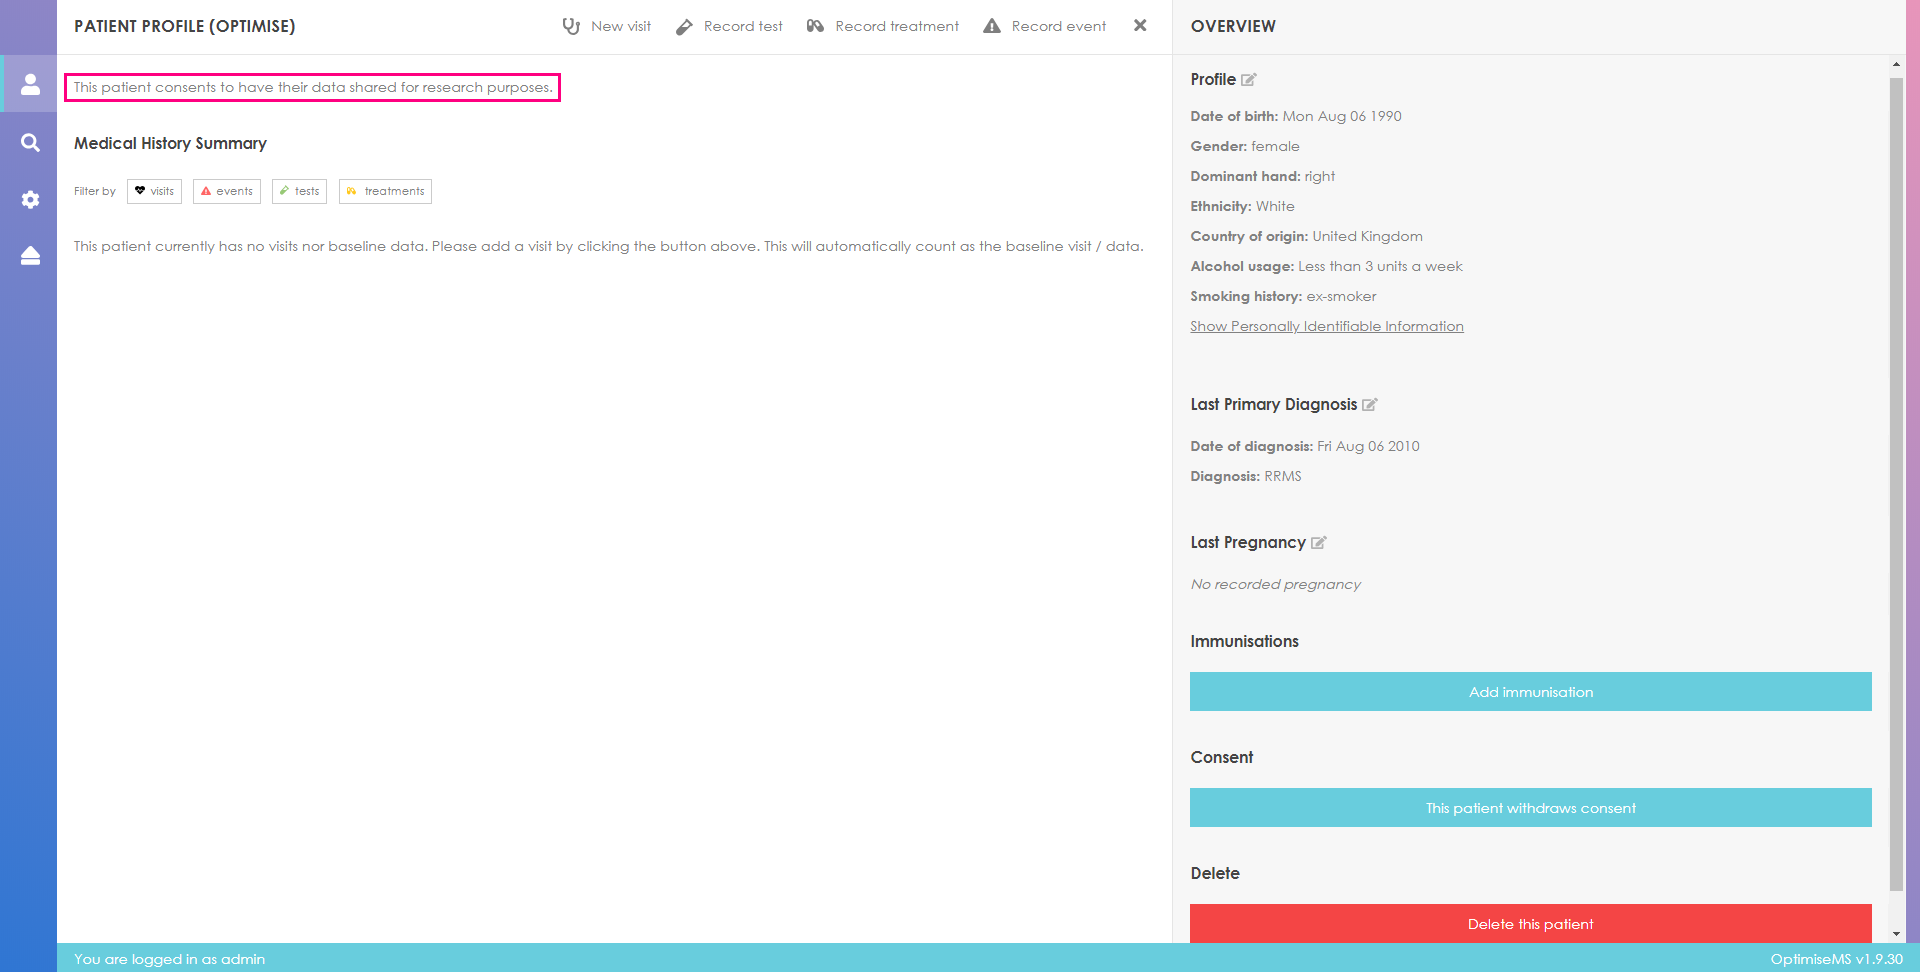 PATIENT PROFILE (OPTIMISE)
New visit
Record test
Record treatment
Record event
This patient consents to have their data shared for research purposes.
Medical History Summary
Filter by
visits
events
tests
treatments
This patient currently has no visits nor baseline data. Please add a visit by clicking the button above. This will automatically count as the baseline visit / data.
OVERVIEW
Profile
Date of birth: Mon Aug 06 1990
Gender: female
Dominant hand: right
Ethnicity: White
Country of origin: United Kingdom
Alcohol usage: Less than 3 units a week
Smoking history: ex-smoker
Show Personally Identifiable Information
Last Primary Diagnosis
Date of diagnosis: Fri Aug 06 2010
Diagnosis: RRMS
Last Pregnancy
No recorded pregnancy
Immunisations
Add immunisation
Consent
This patient withdraws consent
Delete
Delete this patient
You are logged in as admin
OptimiseMS v1.9.30